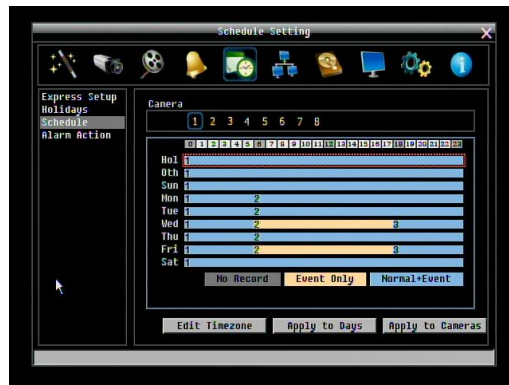 Schedule Setting X
Express Setup
Holidays
Schedule
Alarm Action
Camera
1 2 3 4 5 6 7 8
0 1 2 3 4 5 6 7 8 9 10 11 12 13 14 15 16 17 18 19 20 21 22 23
Hol 1
Oth 1
Sun 1
Mon 1 2
Tue 1 2
Wed 1 2 3
Thu 1 2
Fri 1 2 3
Sat 1
No Record Event Only Normal+Event
Edit Timezone Apply to Days Apply to Cameras